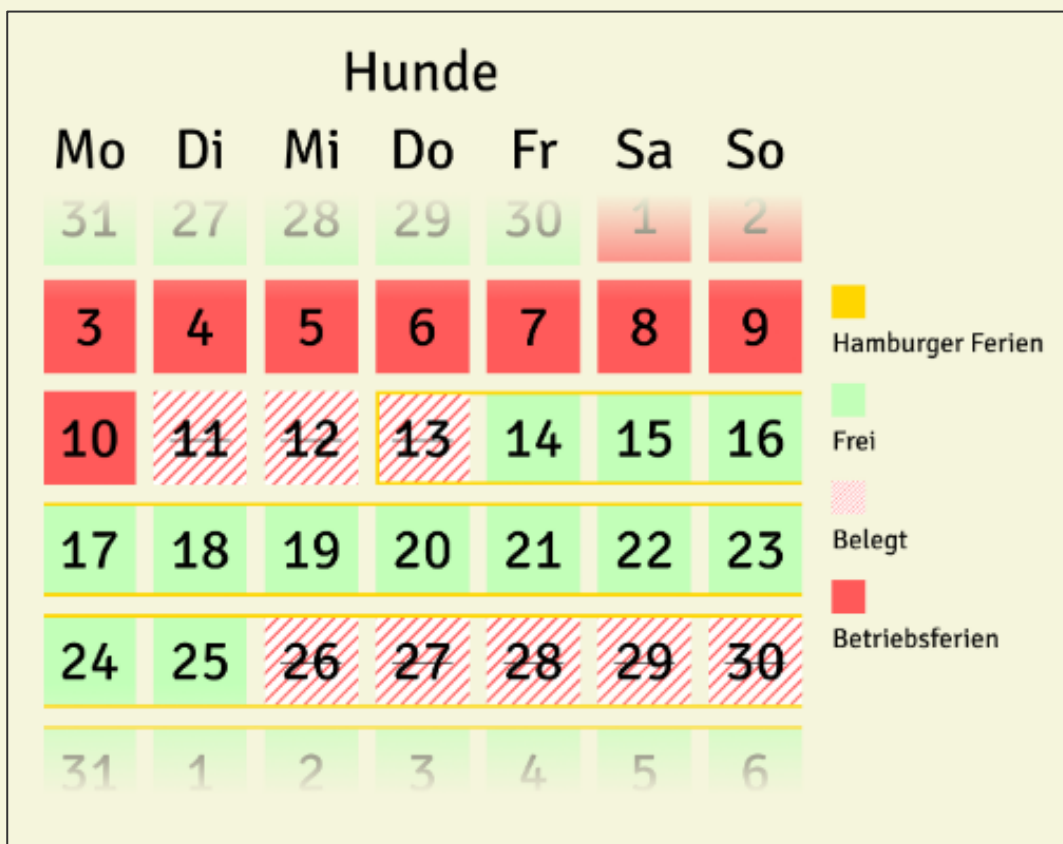 Hunde
Mo Di Mi Do Fr Sa So
31 27 28 29 30 1 2
3 4 5 6 7 8 9
10 11 12 13 14 15 16
17 18 19 20 21 22 23
24 25 26 27 28 29 30
31 1 2 3 4 5 6
Hamburger Ferien
Frei
Belegt
Betriebsferien